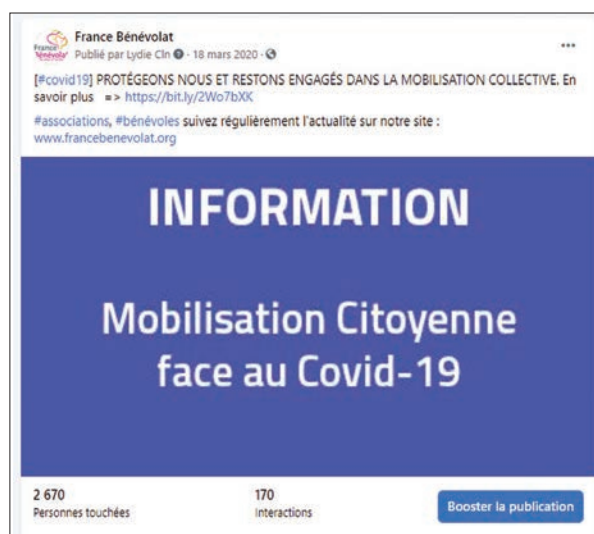 France Bénévolat
France
bénévolat
Publié par Lydie Cln · 18 mars 2020 ·
[#covid19] PROTÉGEONS NOUS ET RESTONS ENGAGÉS DANS LA MOBILISATION COLLECTIVE. En
savoir plus => https://bit.ly/2Wo7bXK
#associations, #bénévoles suivez régulièrement l'actualité sur notre site :
www.francebenevolat.org
INFORMATION
Mobilisation Citoyenne
face au Covid-19
2 670
Personnes touchées
170
Interactions
Booster la publication